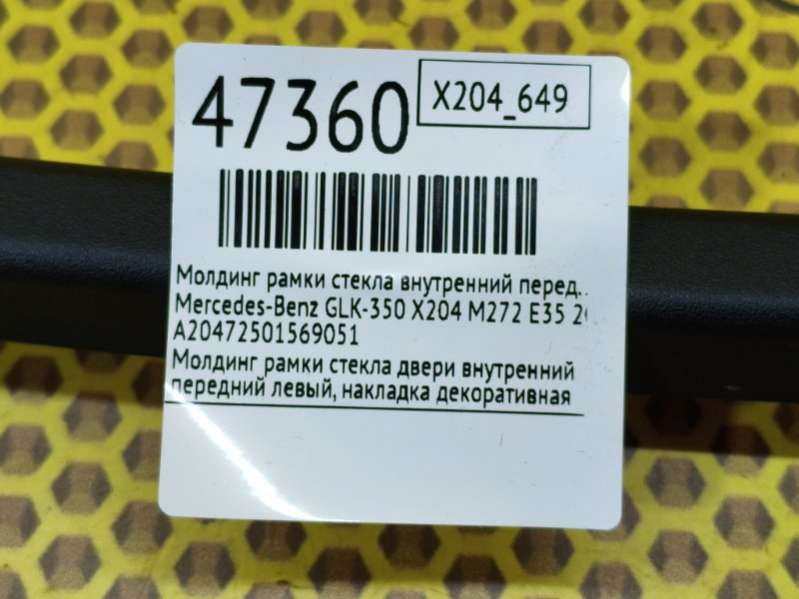 47360
X204_649
Молдинг рамки стекла внутренний перед..
Mercedes-Benz GLK-350 X204 M272 E35
A20472501569051
Молдинг рамки стекла двери внутренний
передний левый, накладка декоративная